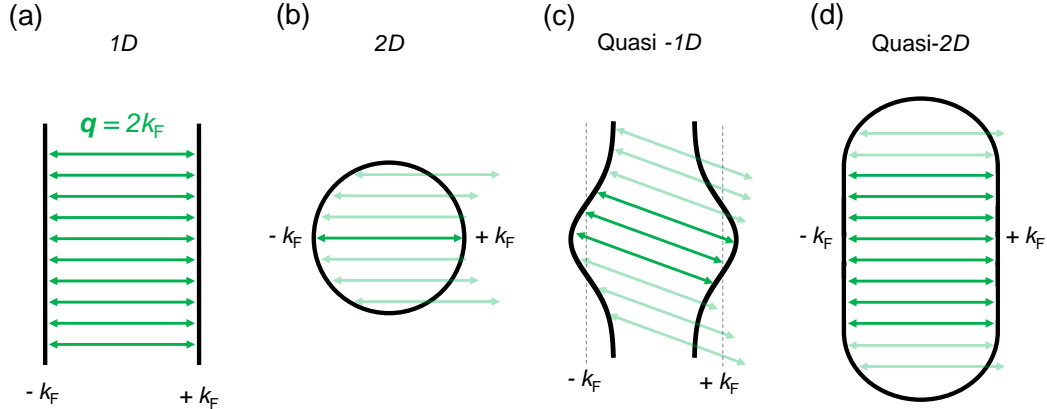 (a)
1D
q = 2kF
- kF
+ kF
(b)
2D
- kF
+ kF
(c)
Quasi -1D
- kF
+ kF
(d)
Quasi-2D
- kF
+ kF